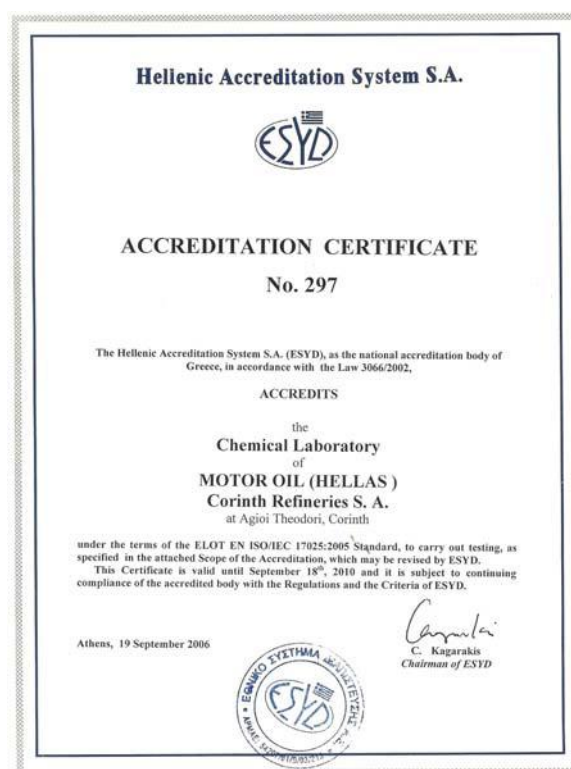 Hellenic Accreditation System S.A.
ΕΣΥΔ
ACCREDITATION CERTIFICATE
No. 297
The Hellenic Accreditation System S.A. (ESYD), as the national accreditation body of
Greece, in accordance with the Law 3066/2002,
ACCREDITS
the
Chemical Laboratory
of
MOTOR OIL (HELLAS )
Corinth Refineries S. A.
at Agioi Theodori, Corinth
under the terms of the ELOT EN ISO/IEC 17025:2005 Standard, to carry out testing, as
specified in the attached Scope of the Accreditation, which may be revised by ESYD.
This Certificate is valid until September 18th, 2010 and it is subject to continuing
compliance of the accredited body with the Regulations and the Criteria of ESYD.
Athens, 19 September 2006
C. Kagarakis
Chairman of ESYD
ΕΘΝΙΚΟ ΣΥΣΤΗΜΑ ΔΙΑΠΙΣΤΕΥΣΗΣ
ΕΣΥΔ